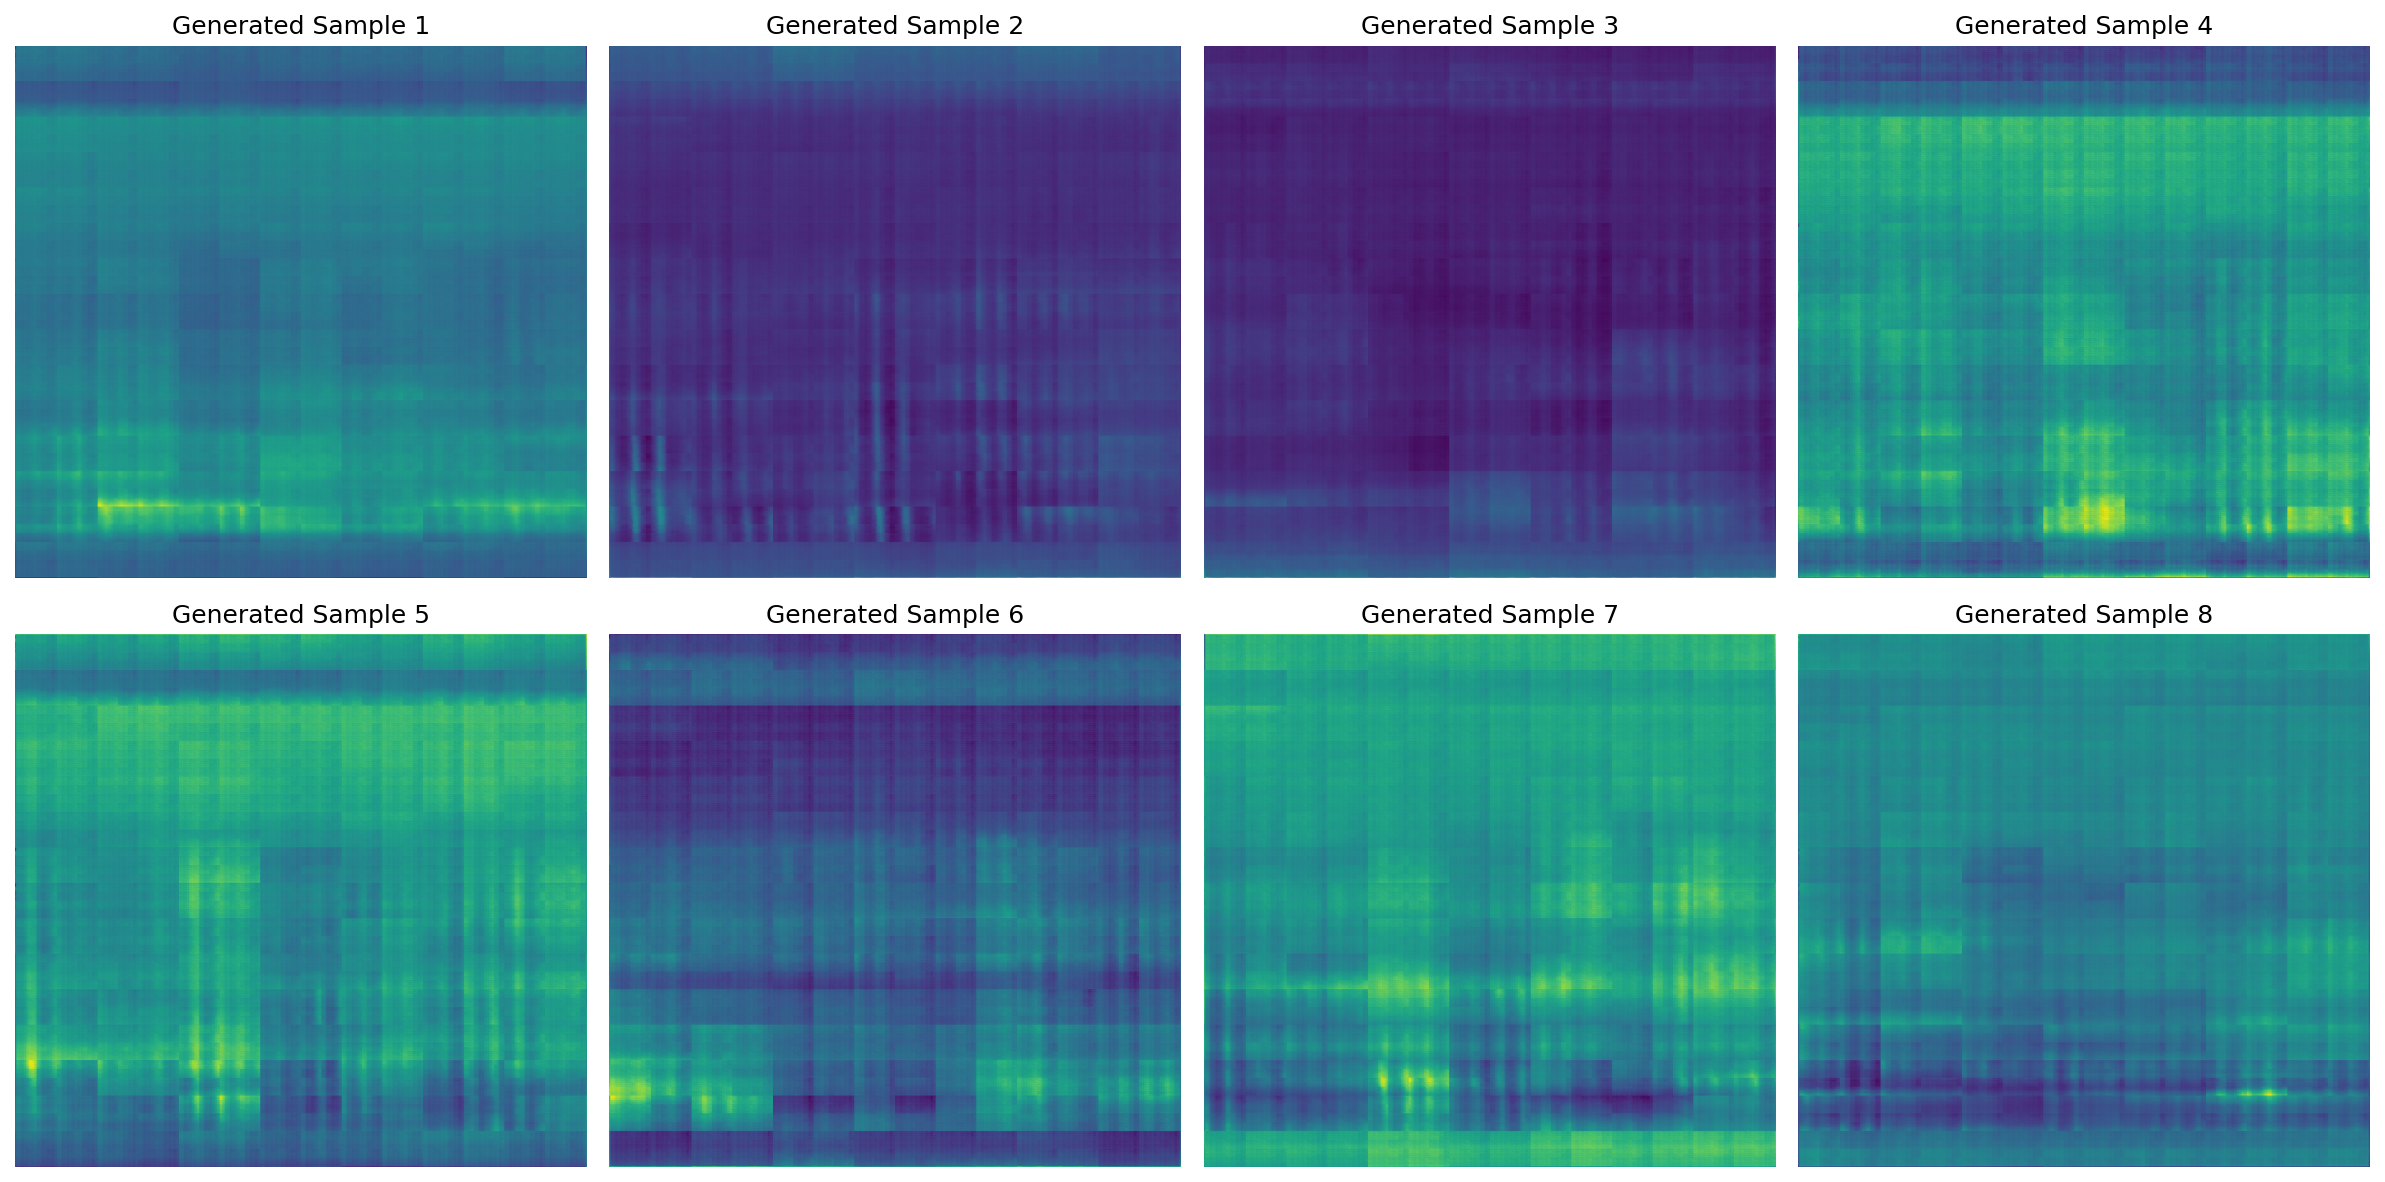 Generated Sample 1
Generated Sample 2
Generated Sample 3
Generated Sample 4
Generated Sample 5
Generated Sample 6
Generated Sample 7
Generated Sample 8